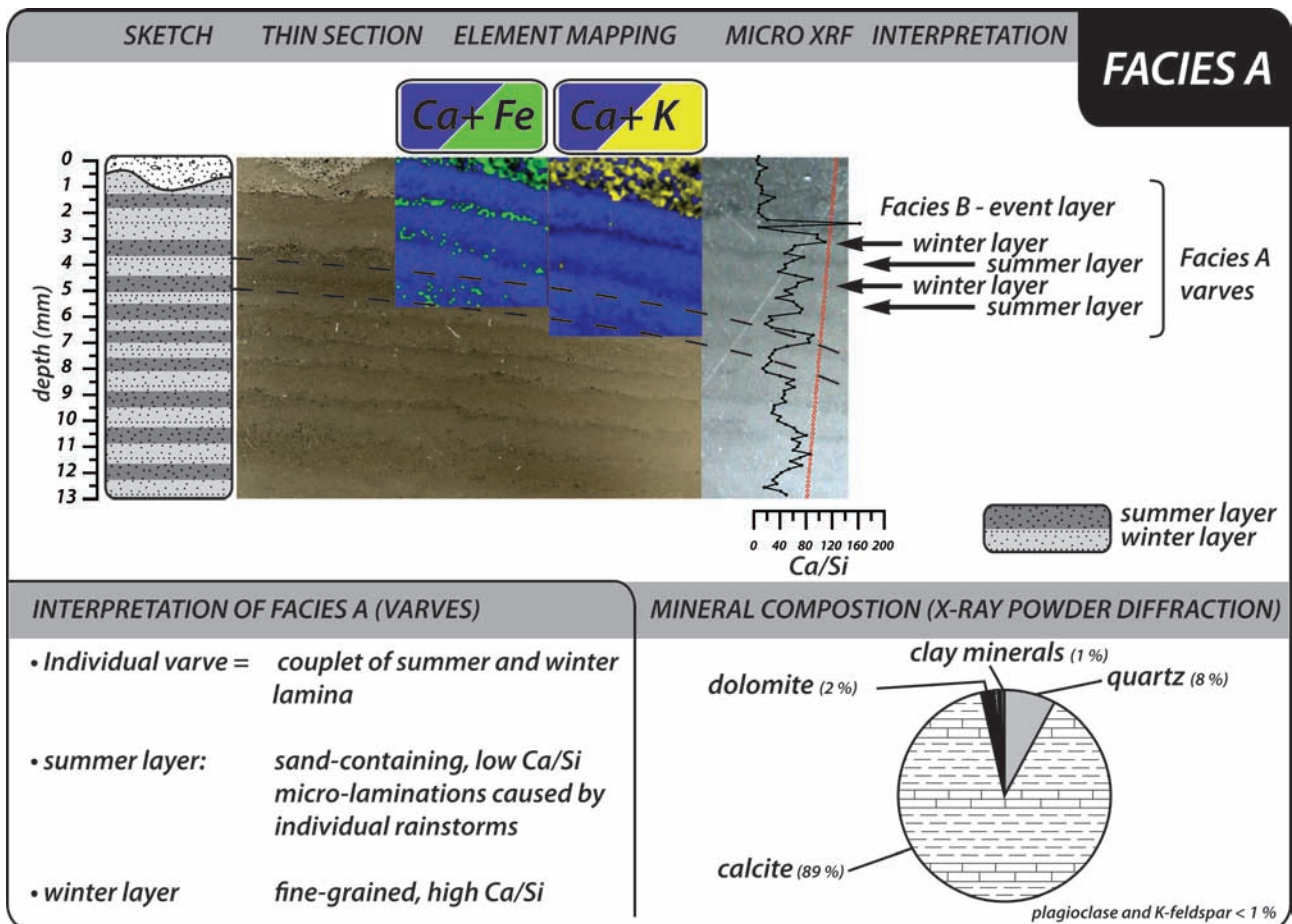 SKETCH THIN SECTION ELEMENT MAPPING MICRO XRF INTERPRETATION
FACIES A
Ca+ Fe Ca+ K
0
1
2
3
4
5
6
7
8
9
10
11
12
13
depth (mm)
Facies B - event layer
winter layer
summer layer
winter layer
summer layer
Facies A
varves
0 40 80 120 160 200
Ca/Si
summer layer
winter layer
INTERPRETATION OF FACIES A (VARVES)
• Individual varve = couplet of summer and winter
lamina
• summer layer: sand-containing, low Ca/Si
micro-laminations caused by
individual rainstorms
• winter layer fine-grained, high Ca/Si
MINERAL COMPOSTION (X-RAY POWDER DIFFRACTION)
clay minerals (1 %)
dolomite (2 %)
quartz (8 %)
calcite (89 %)
plagioclase and K-feldspar < 1 %